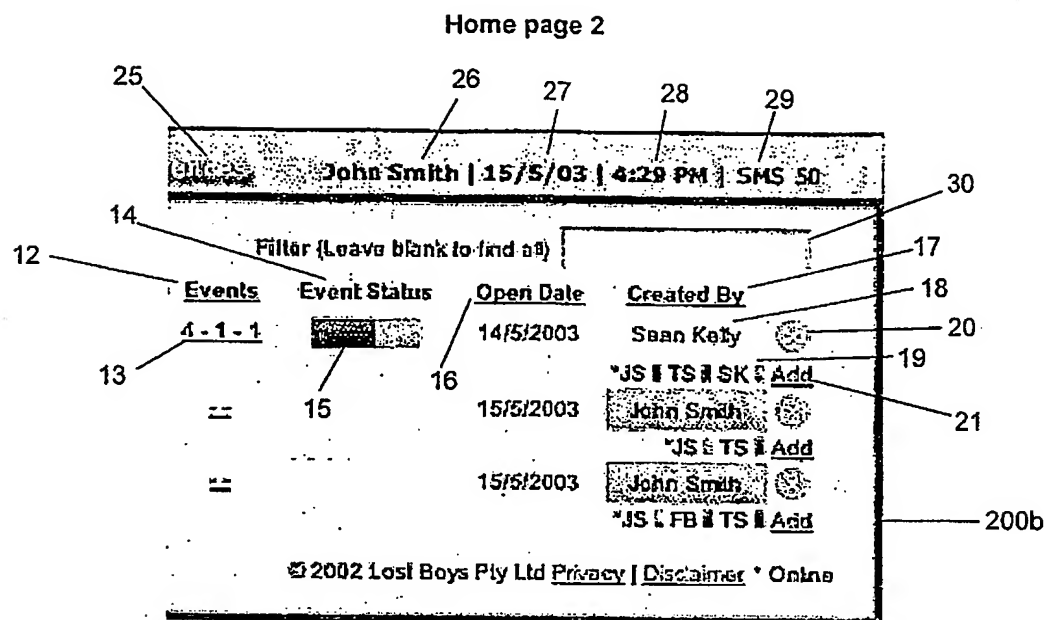 Home page 2
25 26 27 28 29
John Smith | 15/5/03 | 4:29 PM | SMS 50
30
14
Filter (Leave blank to find all)
12 17
Events Event Status Open Date Created By
18
4 - 1 - 1 14/5/2003 Sean Kelly 20
13 19
*JS TS SK Add
15 16 21
-- 15/5/2003 John Smith
*JS TS Add
-- 15/5/2003 John Smith
*JS FB TS Add
200b
© 2002 Lost Boys Pty Ltd Privacy | Disclaimer * Online